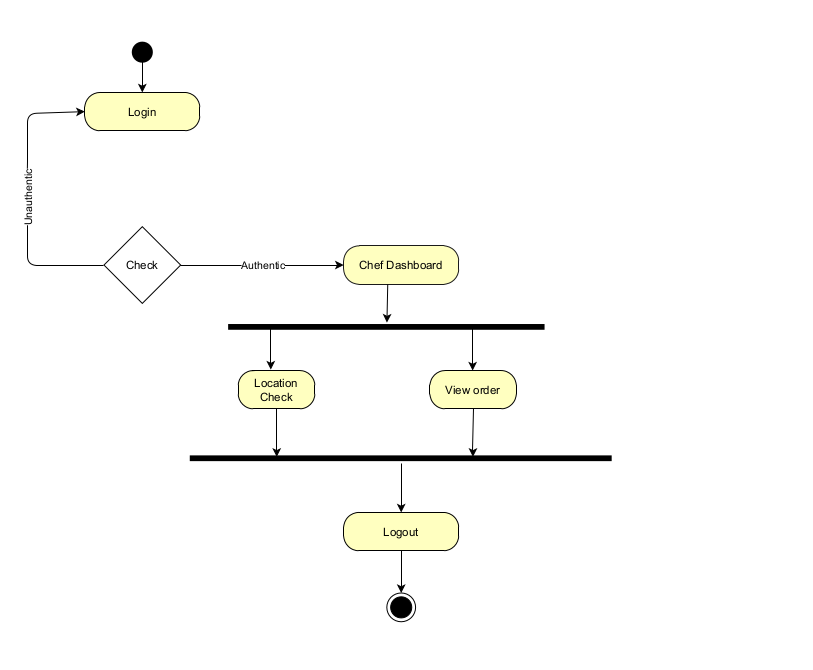 Login
Unauthentic
Check
Authentic
Chef Dashboard
Location
Check
View order
Logout